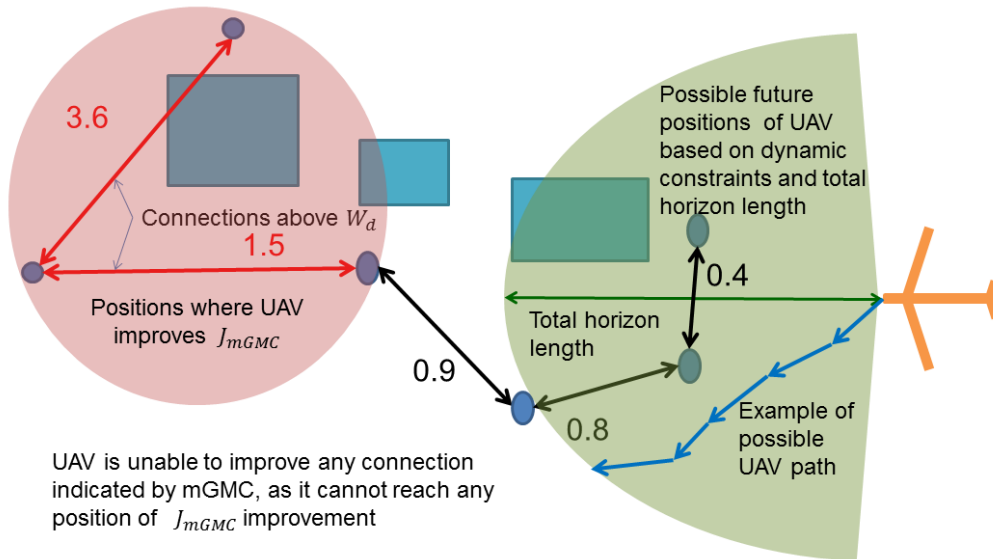 3.6
Connections above W_d
1.5
Positions where UAV
improves J_mGMC
0.9
UAV is unable to improve any connection
indicated by mGMC, as it cannot reach any
position of J_mGMC improvement
Possible future
positions of UAV
based on dynamic
constraints and total
horizon length
0.4
Total horizon
length
0.8
Example of
possible
UAV path